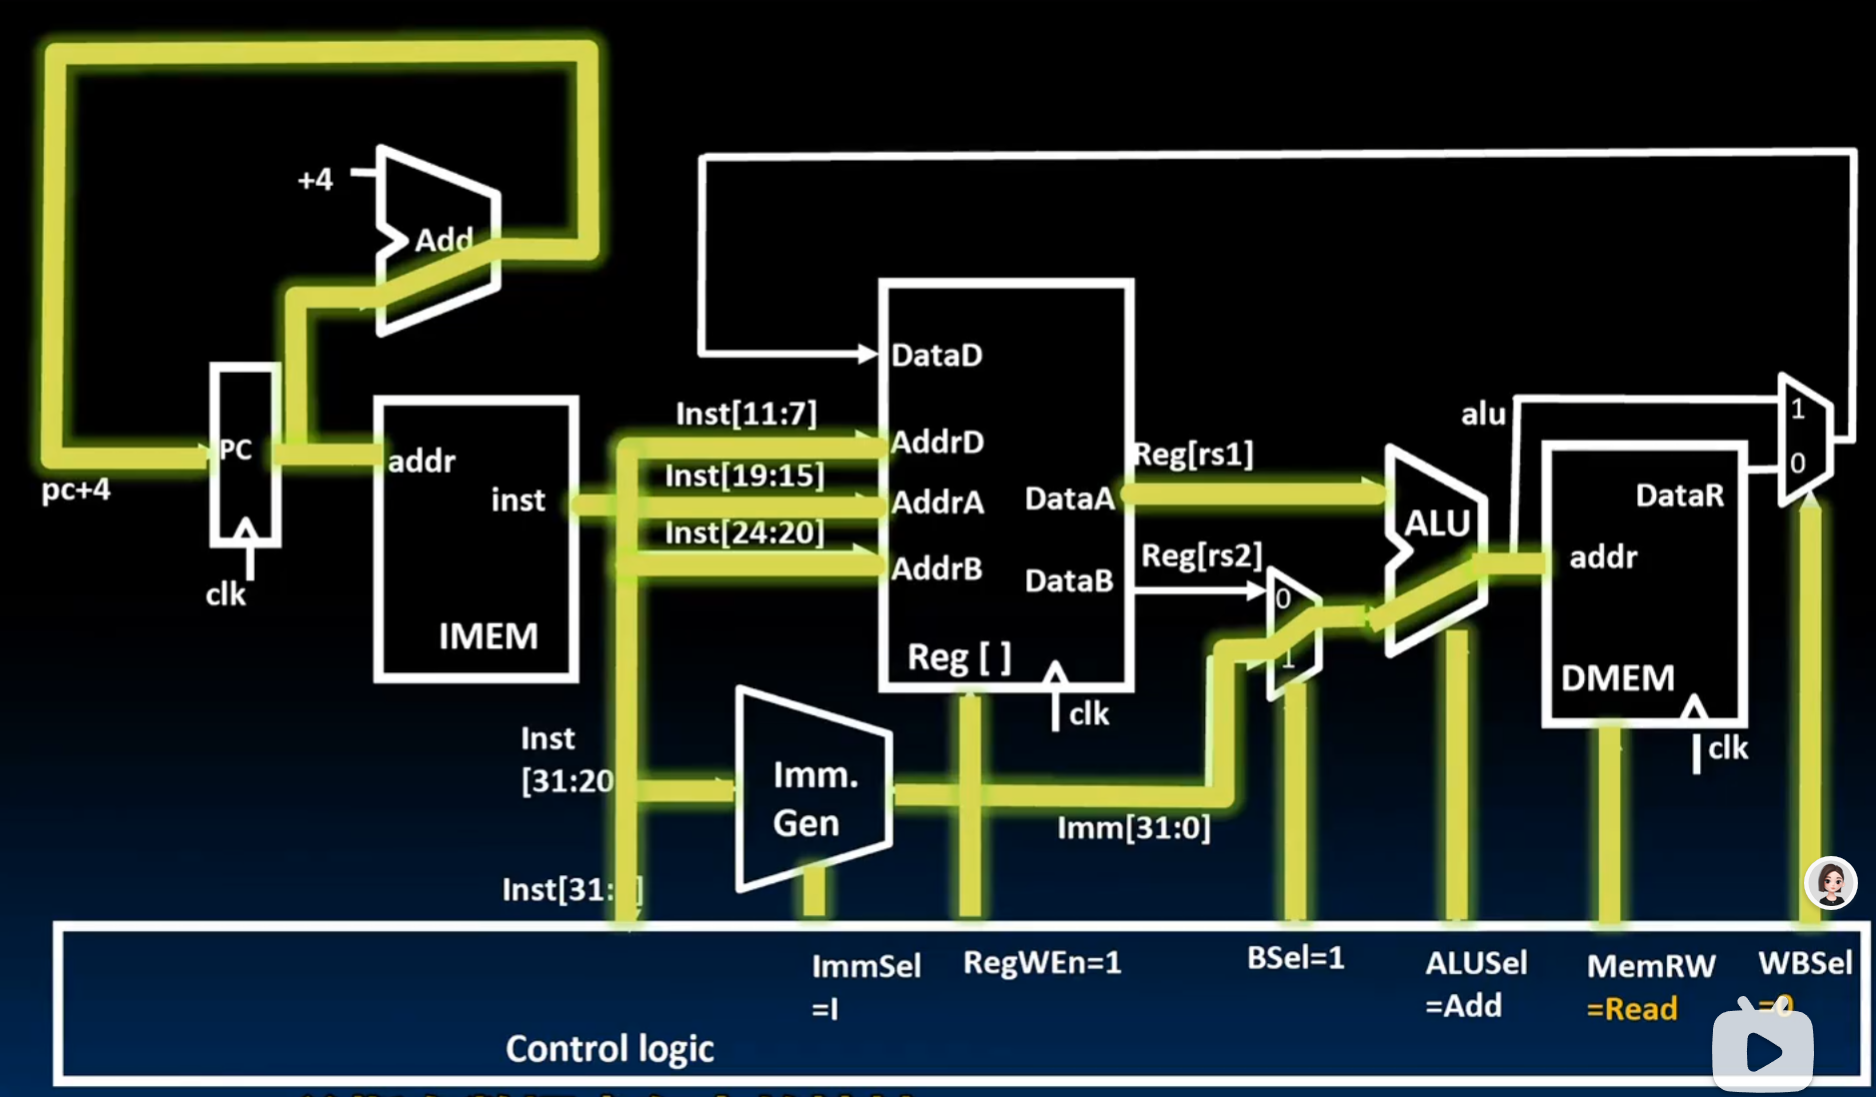 +4
Add
pc+4
PC
clk
addr
inst
IMEM
Inst[11:7]
Inst[19:15]
Inst[24:20]
DataD
AddrD
AddrA
AddrB
DataA
DataB
Reg [ ]
clk
Reg[rs1]
Reg[rs2]
0
1
ALU
alu
1
0
DataR
addr
DMEM
clk
Inst
[31:20
Imm.
Gen
Imm[31:0]
Inst[31:
ImmSel
=I
RegWEn=1
BSel=1
ALUSel
=Add
MemRW
=Read
WBSel
=0
Control logic